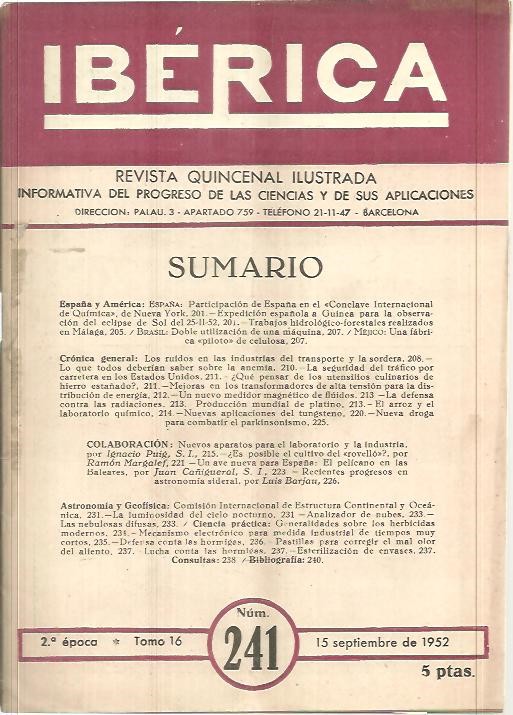 IBÉRICA
REVISTA QUINCENAL ILUSTRADA
INFORMATIVA DEL PROGRESO DE LAS CIENCIAS Y DE SUS APLICACIONES
DIRECCION: PALAU. 3 - APARTADO 759 - TELÉFONO 21-11-47 - BARCELONA
SUMARIO
España y América: ESPAÑA: Participación de España en el «Conclave Internacional
de Química», de Nueva York, 201. — Expedición española a Guinea para la observa-
ción del eclipse de Sol del 25-II-52, 201. — Trabajos hidrológico-forestales realizados
en Málaga, 205. / BRASIL: Doble utilización de una máquina, 207. / MÉJICO: Una fábri-
ca «piloto» de celulosa, 207.
Crónica general: Los ruidos en las industrias del transporte y la sordera, 208. —
Lo que todos deberían saber sobre la anemia, 210. — La seguridad del tráfico por
carretera en los Estados Unidos, 211. — ¿Qué pensar de los utensilios culinarios de
hierro estañado?, 211. — Mejoras en los transformadores de alta tensión para la dis-
tribución de energía, 212. — Un nuevo medidor magnético de flúidos, 213 — La defensa
contra las radiaciones, 213. Producción mundial de platino, 213. — El arroz y el
laboratorio químico, 214 — Nuevas aplicaciones del tungsteno, 220. — Nueva droga
para combatir el parkinsonismo, 225.
COLABORACIÓN: Nuevos aparatos para el laboratorio y la industria,
por Ignacio Puig, S. I., 215. — ¿Es posible el cultivo del «rovelló»?, por
Ramón Margalef, 221 — Un ave nueva para España: El pelícano en las
Baleares, por Juan Cañigueral, S. I., 223 — Recientes progresos en
astronomía sideral, por Luis Barjau, 226.
Astronomía y Geofísica: Comisión Internacional de Estructura Continental y Oceá-
nica, 231. — La luminosidad del cielo nocturno, 231 — Analizador de nubes, 233. —
Las nebulosas difusas, 233. / Ciencia práctica: Generalidades sobre los herbicidas
modernos, 234. — Mecanismo electrónico para medida industrial de tiempos muy
cortos, 235. — Defensa contra las hormigas, 236. Pastillas para corregir el mal olor
del aliento, 237. Lucha conta las hormigas, 237. — Esterilización de envases, 237.
Consultas: 238 / Bibliografía: 240.
Núm.
2.ª época * Tomo 16
241
15 septiembre de 1952
5 ptas.